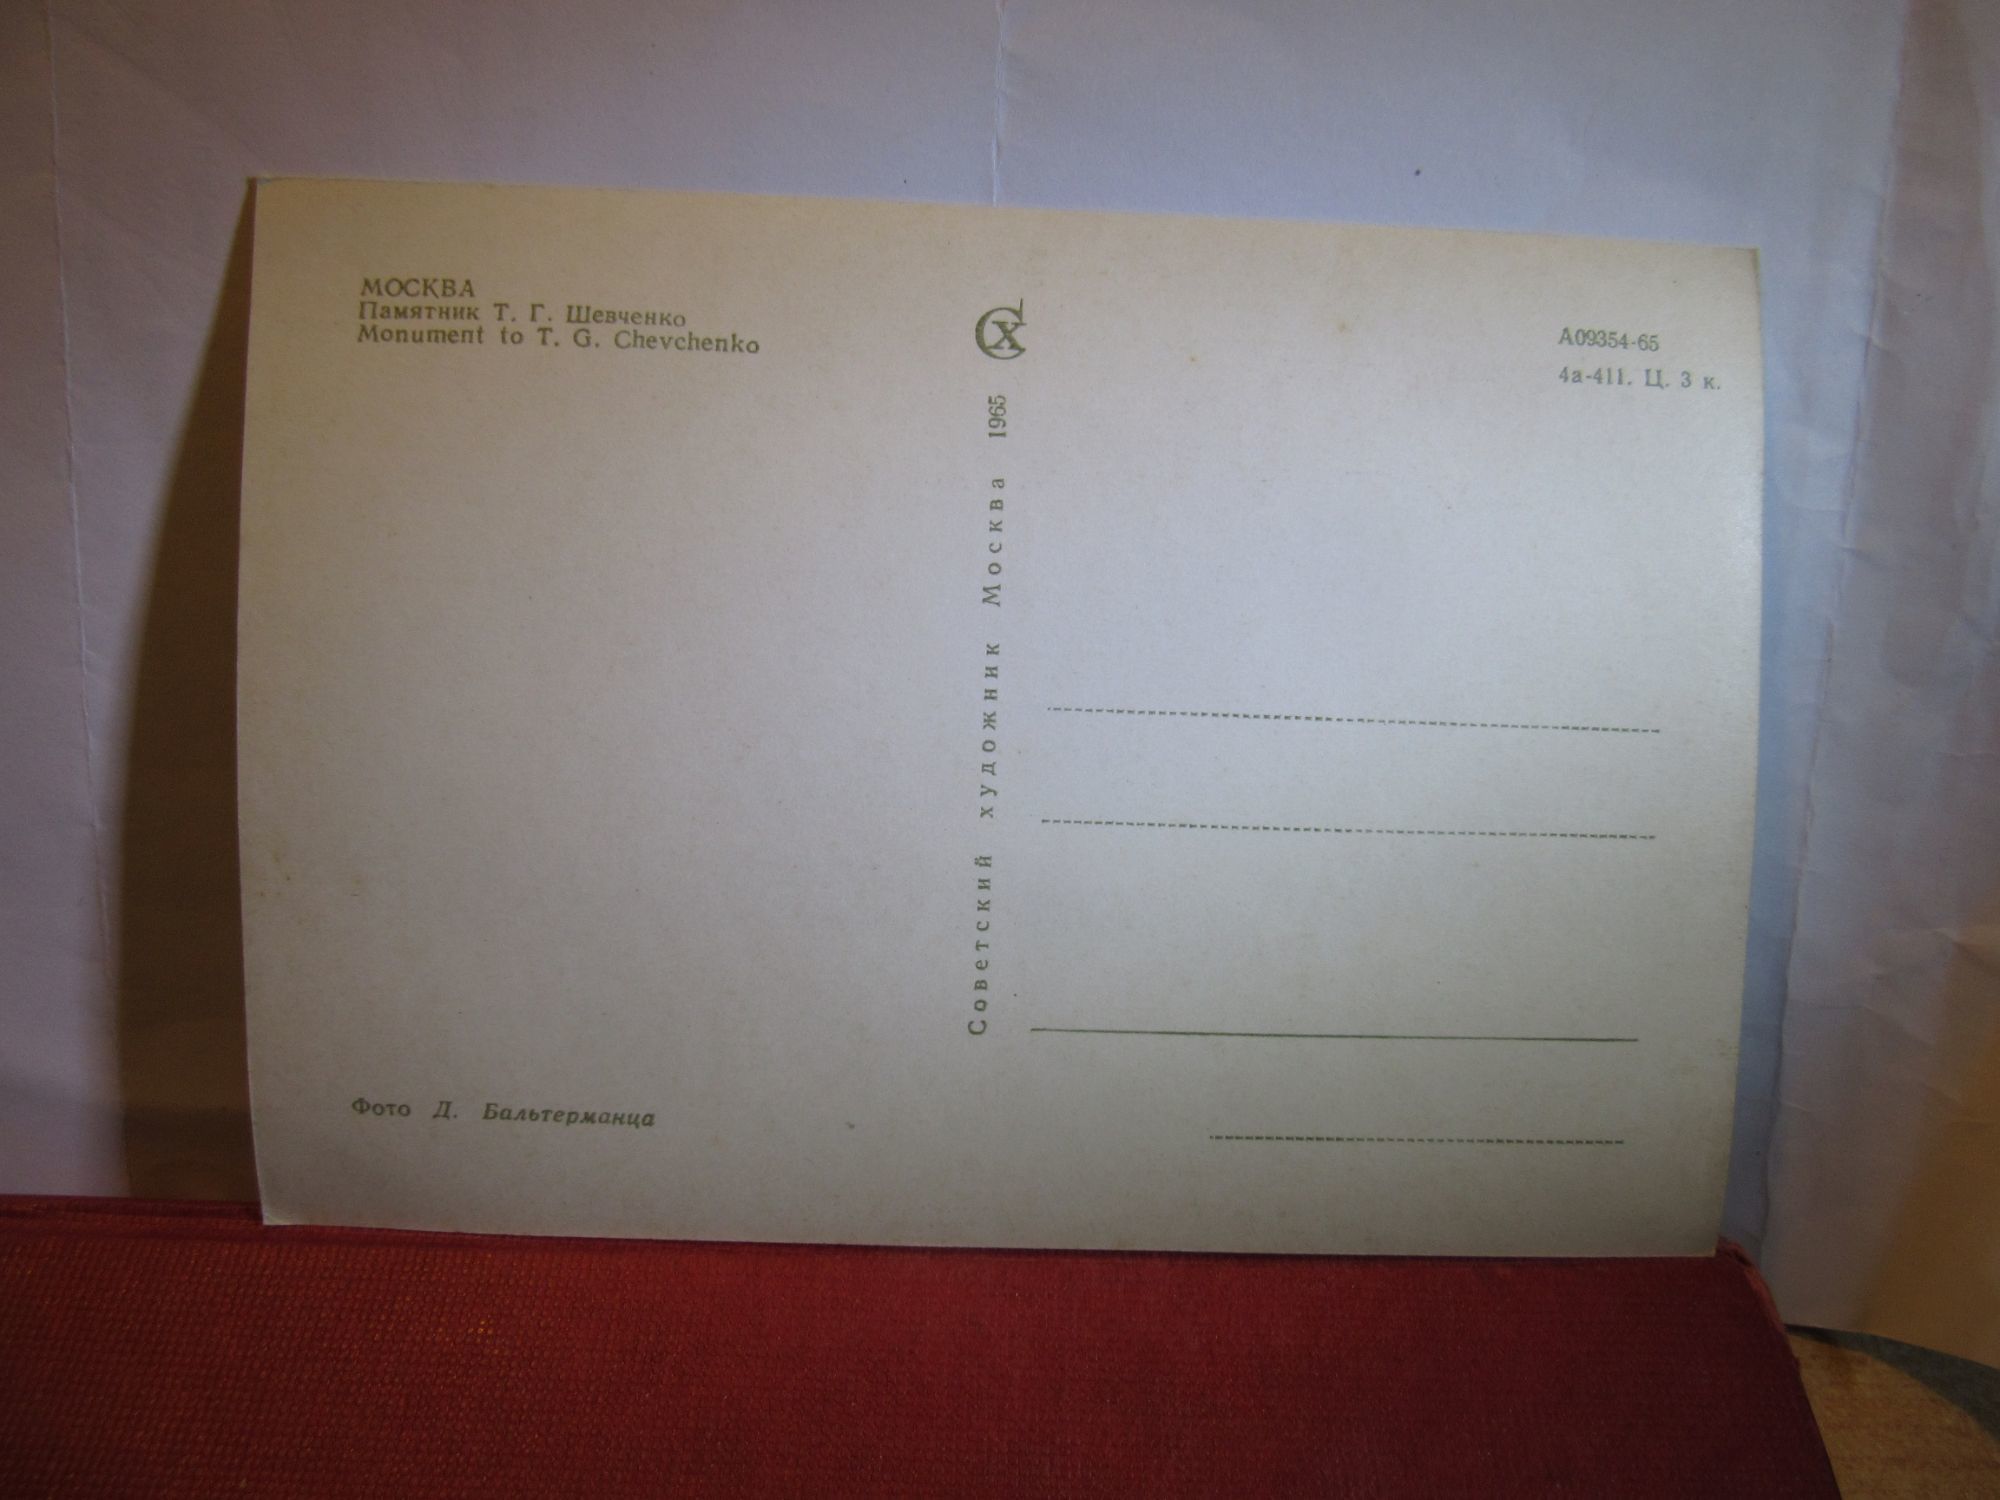 МОСКВА
Памятник Т. Г. Шевченко
Monument to T. G. Chevchenko
СХ
Советский художник Москва 1965
А09354-65
4а-411. Ц. 3 к.
Фото Д. Бальтерманца